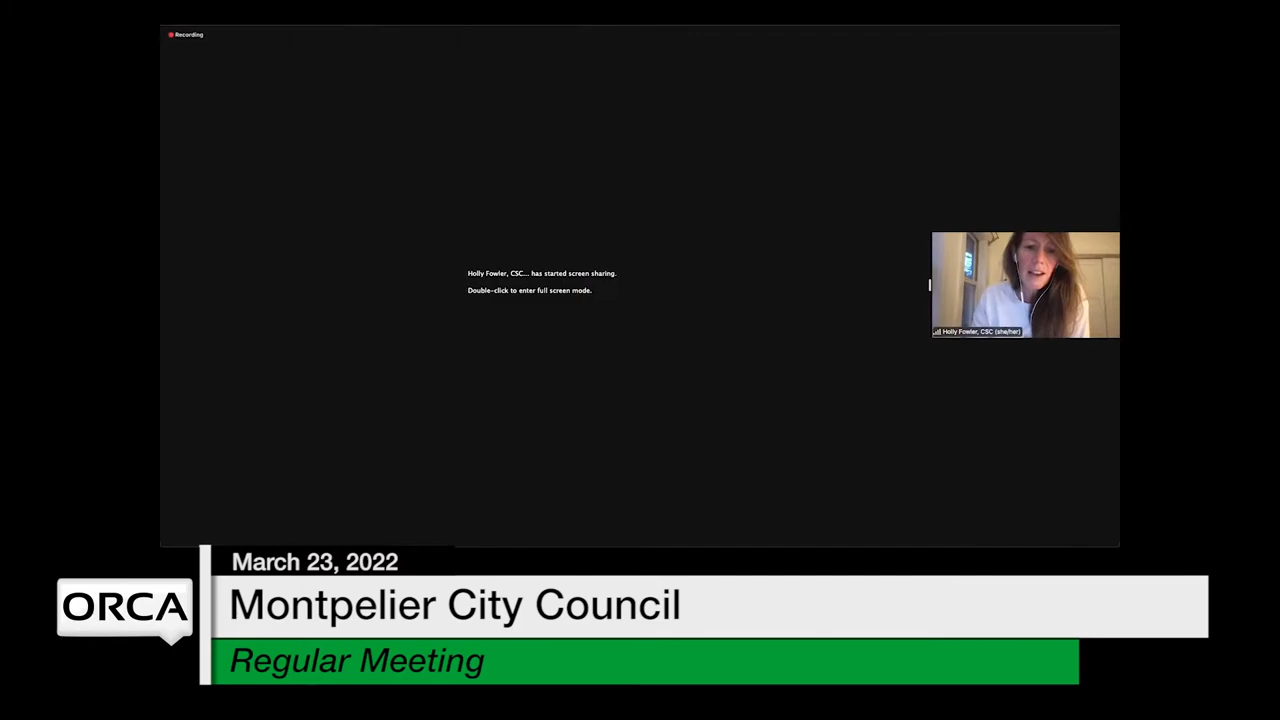 Recording
Holly Fowler, CSC... has started screen sharing.
Double-click to enter full screen mode.
Holly Fowler, CSC (she/her)
March 23, 2022
ORCA
Montpelier City Council
Regular Meeting